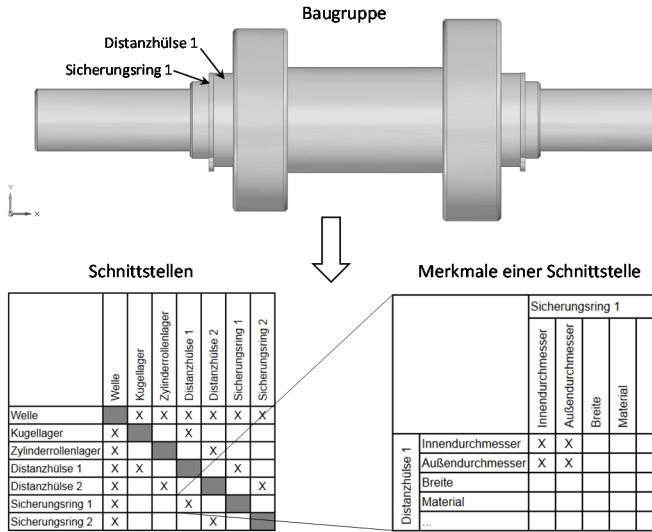 Baugruppe
Distanzhülse 1
Sicherungsring 1
Y
X
Schnittstellen
Merkmale einer Schnittstelle
Welle
Kugellager
Zylinderrollenlager
Distanzhülse 1
Distanzhülse 2
Sicherungsring 1
Sicherungsring 2
Welle X X X X X X
Kugellager X X
Zylinderrollenlager X X
Distanzhülse 1 X X X
Distanzhülse 2 X X X
Sicherungsring 1 X X
Sicherungsring 2 X X
Sicherungsring 1
Innendurchmesser
Außendurchmesser
Breite
Material
Distanzhülse 1
Innendurchmesser X X
Außendurchmesser X X
Breite
Material
...